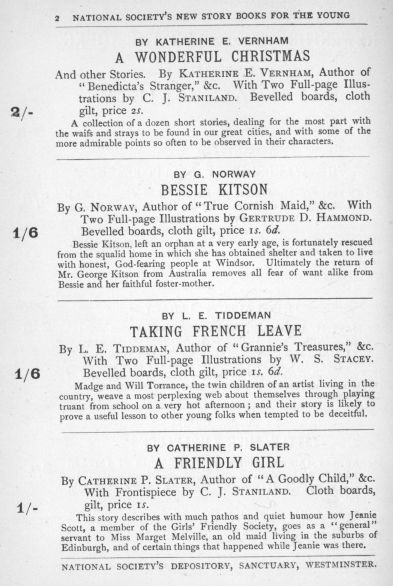 2 NATIONAL SOCIETY'S NEW STORY BOOKS FOR THE YOUNG
BY KATHERINE E. VERNHAM
A WONDERFUL CHRISTMAS
And other Stories. By KATHERINE E. VERNHAM, Author of
"Benedicta's Stranger," &c. With Two Full-page Illus-
trations by C. J. STANILAND. Bevelled boards, cloth
gilt, price 2s.
2/-
A collection of a dozen short stories, dealing for the most part with
the waifs and strays to be found in our great cities, and with some of the
more admirable points so often to be observed in their characters.
BY G. NORWAY
BESSIE KITSON
By G. NORWAY, Author of "True Cornish Maid," &c. With
Two Full-page Illustrations by GERTRUDE D. HAMMOND.
1/6 Bevelled boards, cloth gilt, price 1s. 6d.
Bessie Kitson, left an orphan at a very early age, is fortunately rescued
from the squalid home in which she has obtained shelter and taken to live
with honest, God-fearing people at Windsor. Ultimately the return of
Mr. George Kitson from Australia removes all fear of want alike from
Bessie and her faithful foster-mother.
BY L. E. TIDDEMAN
TAKING FRENCH LEAVE
By L. E. TIDDEMAN, Author of "Grannie's Treasures," &c.
With Two Full-page Illustrations by W. S. STACEY.
1/6 Bevelled boards, cloth gilt, price 1s. 6d.
Madge and Will Torrance, the twin children of an artist living in the
country, weave a most perplexing web about themselves through playing
truant from school on a very hot afternoon; and their story is likely to
prove a useful lesson to other young folks when tempted to be deceitful.
BY CATHERINE P. SLATER
A FRIENDLY GIRL
By CATHERINE P. SLATER, Author of "A Goodly Child," &c.
With Frontispiece by C. J. STANILAND. Cloth boards,
1/- gilt, price 1s.
This story describes with much pathos and quiet humour how Jeanie
Scott, a member of the Girls' Friendly Society, goes as a "general"
servant to Miss Marget Melville, an old maid living in the suburbs of
Edinburgh, and of certain things that happened while Jeanie was there.
NATIONAL SOCIETY'S DEPOSITORY, SANCTUARY, WESTMINSTER.